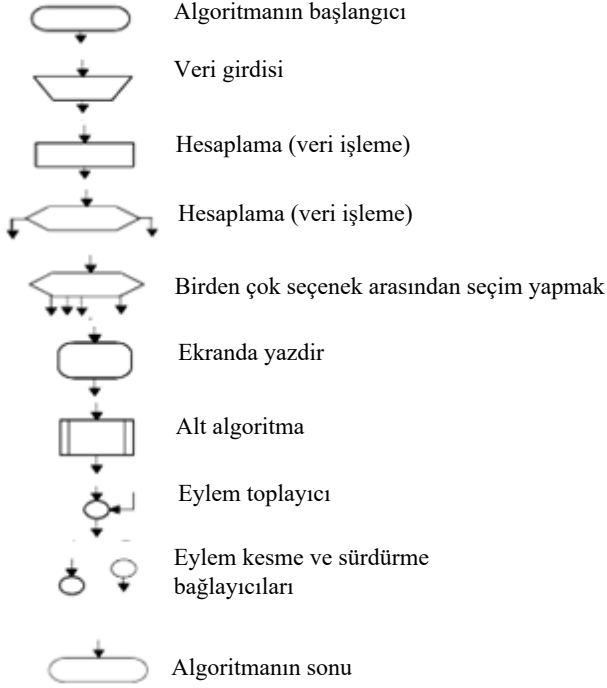 Algoritmanın başlangıcı
Veri girdisi
Hesaplama (veri işleme)
Hesaplama (veri işleme)
Birden çok seçenek arasından seçim yapmak
Ekranda yazdir
Alt algoritma
Eylem toplayıcı
Eylem kesme ve sürdürme
bağlayıcıları
Algoritmanın sonu